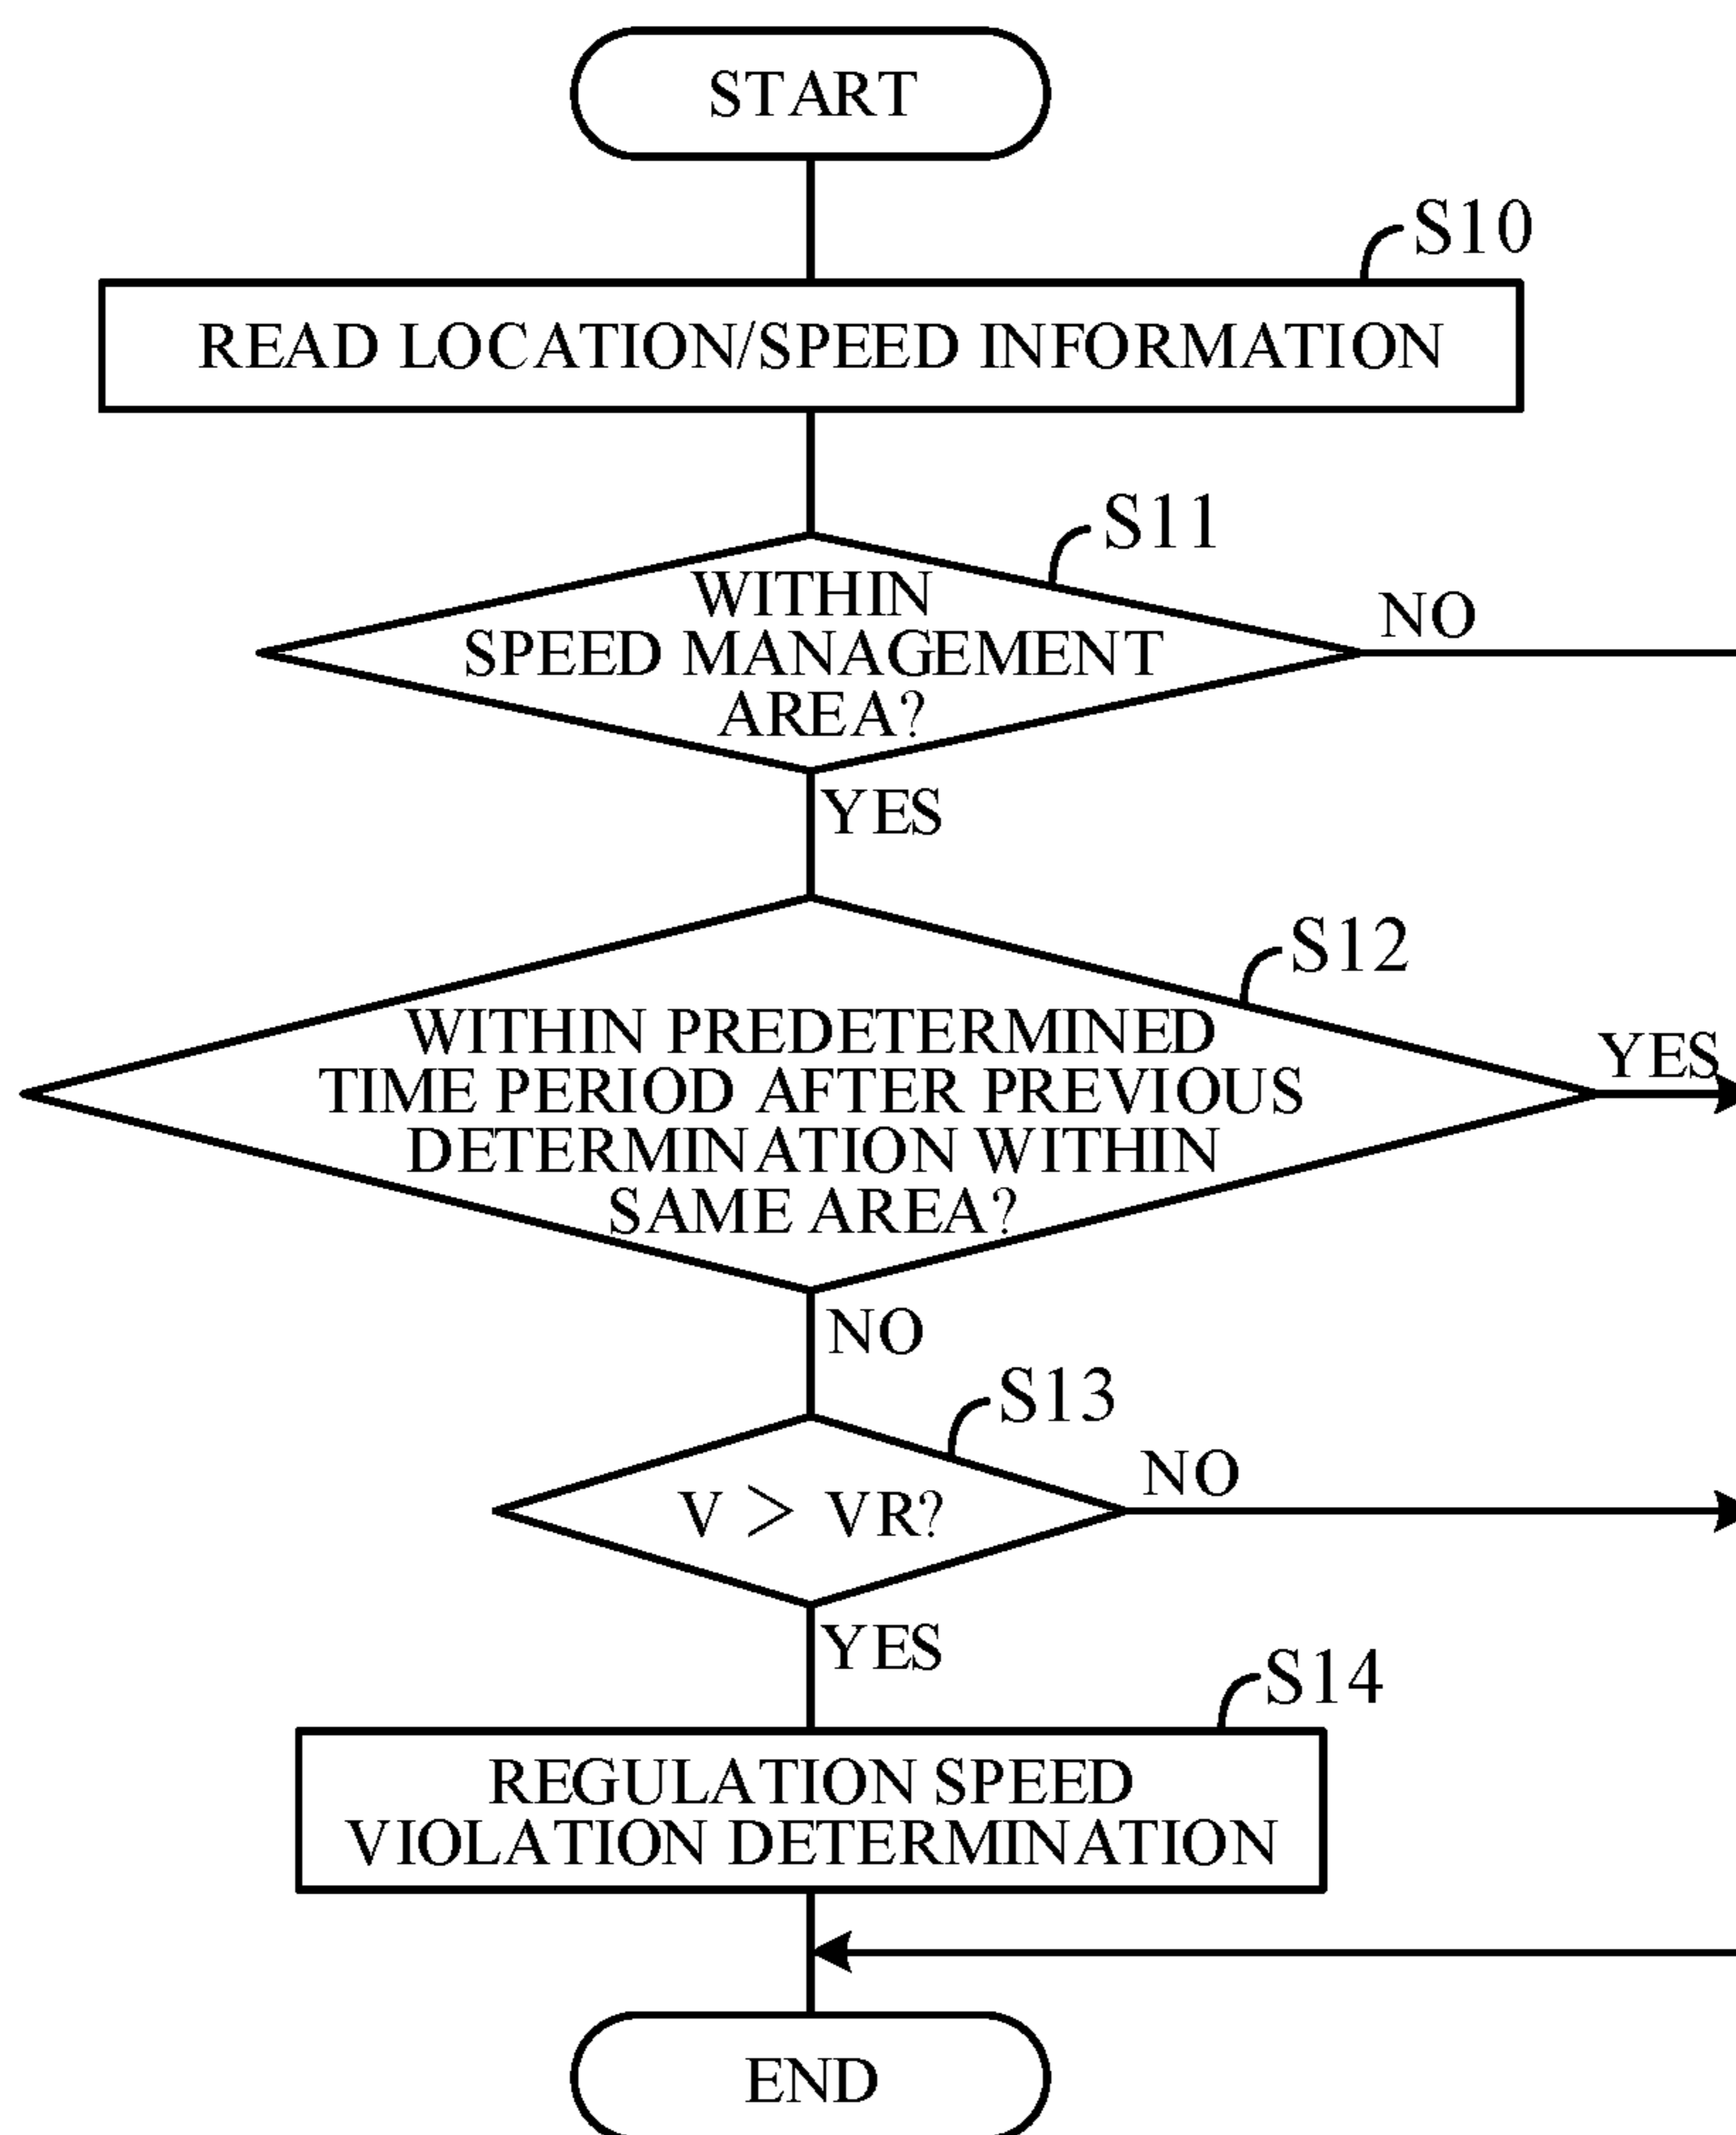 START
S10
READ LOCATION/SPEED INFORMATION
S11
WITHIN
SPEED MANAGEMENT
AREA?
NO
YES
S12
WITHIN PREDETERMINED
TIME PERIOD AFTER PREVIOUS
DETERMINATION WITHIN
SAME AREA?
YES
NO
S13
V > VR?
NO
YES
S14
REGULATION SPEED
VIOLATION DETERMINATION
END